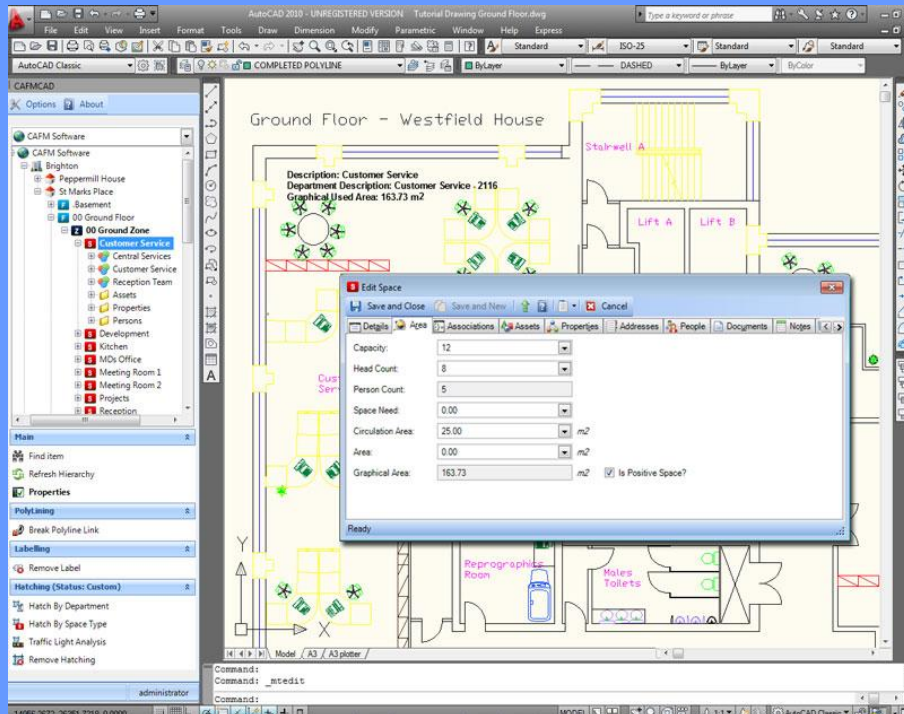 AutoCAD 2010 - UNREGISTERED VERSION Tutorial Drawing Ground Floor.dwg
Type a keyword or phrase
File Edit View Insert Format Tools Draw Dimension Modify Parametric Window Help Express
Standard ISO-25 Standard Standard
AutoCAD Classic COMPLETED POLYLINE ByLayer DASHED ByLayer ByColor
CAFMCAD
Options About
CAFM Software
CAFM Software
Brighton
Peppermill House
St Marks Place
.Basement
00 Ground Floor
00 Ground Zone
Customer Service
Central Services
Customer Service
Reception Team
Assets
Properties
Persons
Development
Kitchen
MDs Office
Meeting Room 1
Meeting Room 2
Projects
Reception
Main
Find item
Refresh Hierarchy
Properties
PolyLining
Break Polyline Link
Labelling
Remove Label
Hatching (Status: Custom)
Hatch By Department
Hatch By Space Type
Traffic Light Analysis
Remove Hatching
administrator
Ground Floor - Westfield House
Description: Customer Service
Department Description: Customer Service - 2116
Graphical Used Area: 163.73 m2
Stairwell A
Lift A Lift B
Edit Space
Save and Close Save and New Cancel
Details Area Associations Assets Properties Addresses People Documents Notes
Capacity: 12
Head Count: 8
Person Count: 5
Space Need: 0.00
Circulation Area: 25.00 m2
Area: 0.00 m2
Graphical Area: 163.73 m2 Is Positive Space?
Ready
Reprographics
Room
Males
Toilets
Y
X
Model A3 A3 plotter
Command:
Command: _mtedit
Command: